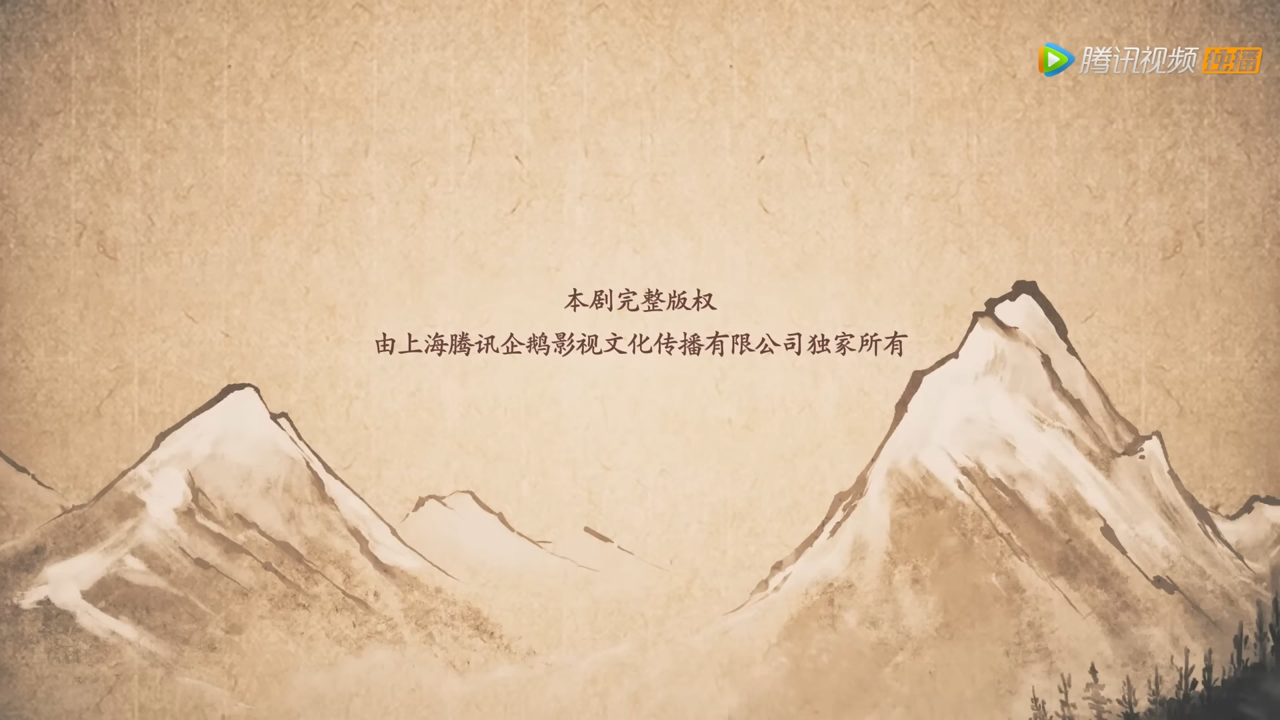 腾讯视频 独播
本剧完整版权
由上海腾讯企鹅影视文化传播有限公司独家所有